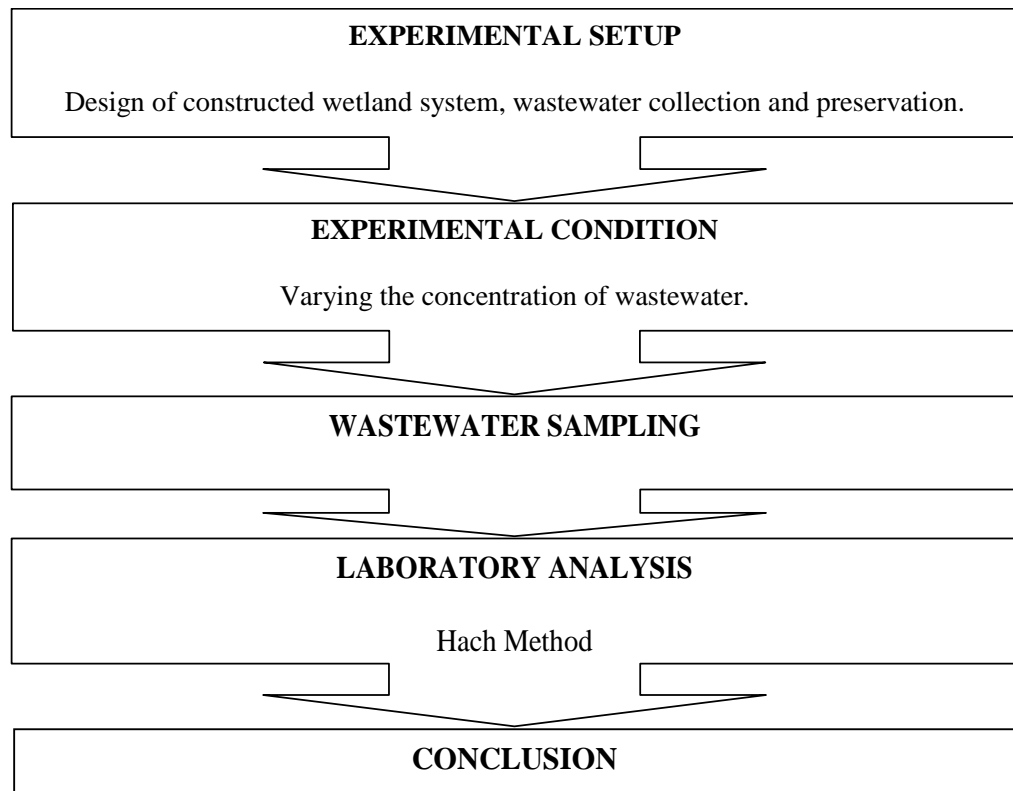 EXPERIMENTAL SETUP
Design of constructed wetland system, wastewater collection and preservation.
EXPERIMENTAL CONDITION
Varying the concentration of wastewater.
WASTEWATER SAMPLING
LABORATORY ANALYSIS
Hach Method
CONCLUSION